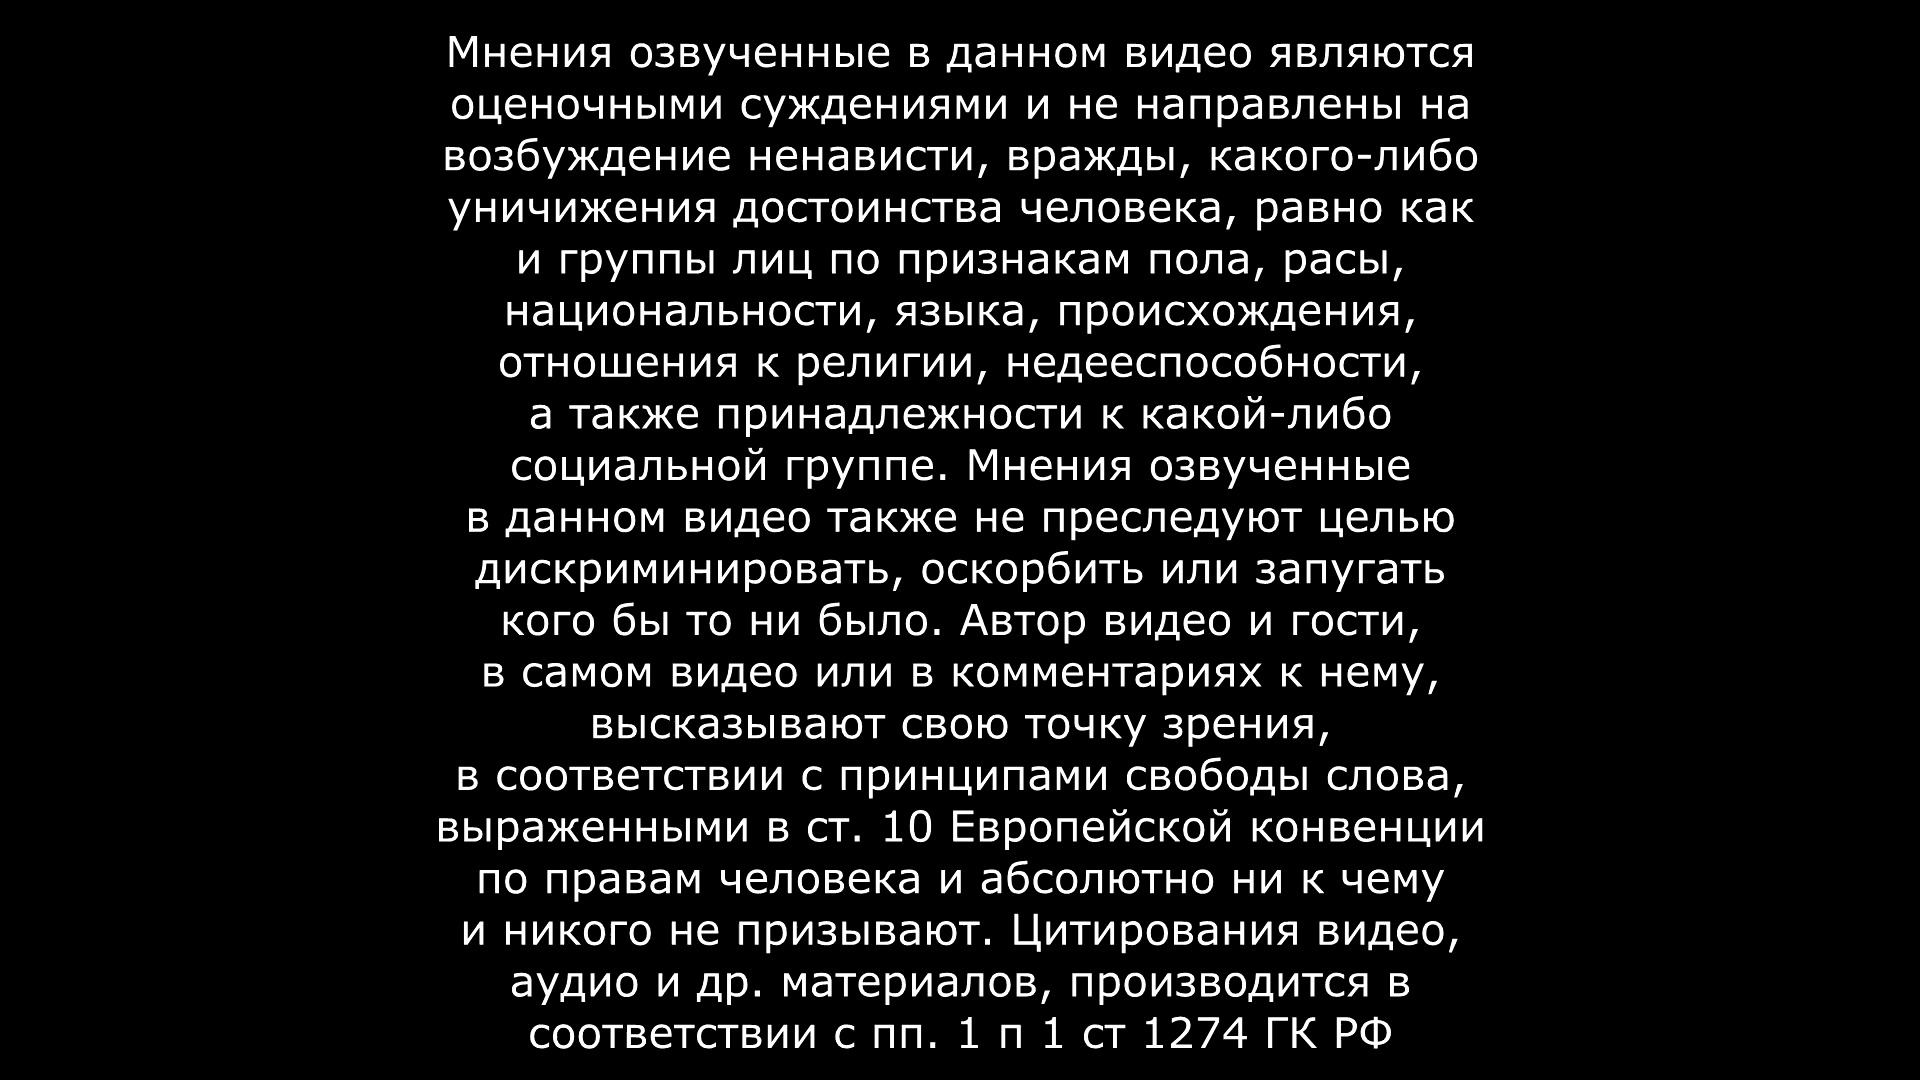 Мнения озвученные в данном видео являются
оценочными суждениями и не направлены на
возбуждение ненависти, вражды, какого-либо
уничижения достоинства человека, равно как
и группы лиц по признакам пола, расы,
национальности, языка, происхождения,
отношения к религии, недееспособности,
а также принадлежности к какой-либо
социальной группе. Мнения озвученные
в данном видео также не преследуют целью
дискриминировать, оскорбить или запугать
кого бы то ни было. Автор видео и гости,
в самом видео или в комментариях к нему,
высказывают свою точку зрения,
в соответствии с принципами свободы слова,
выраженными в ст. 10 Европейской конвенции
по правам человека и абсолютно ни к чему
и никого не призывают. Цитирования видео,
аудио и др. материалов, производится в
соответствии с пп. 1 п 1 ст 1274 ГК РФ